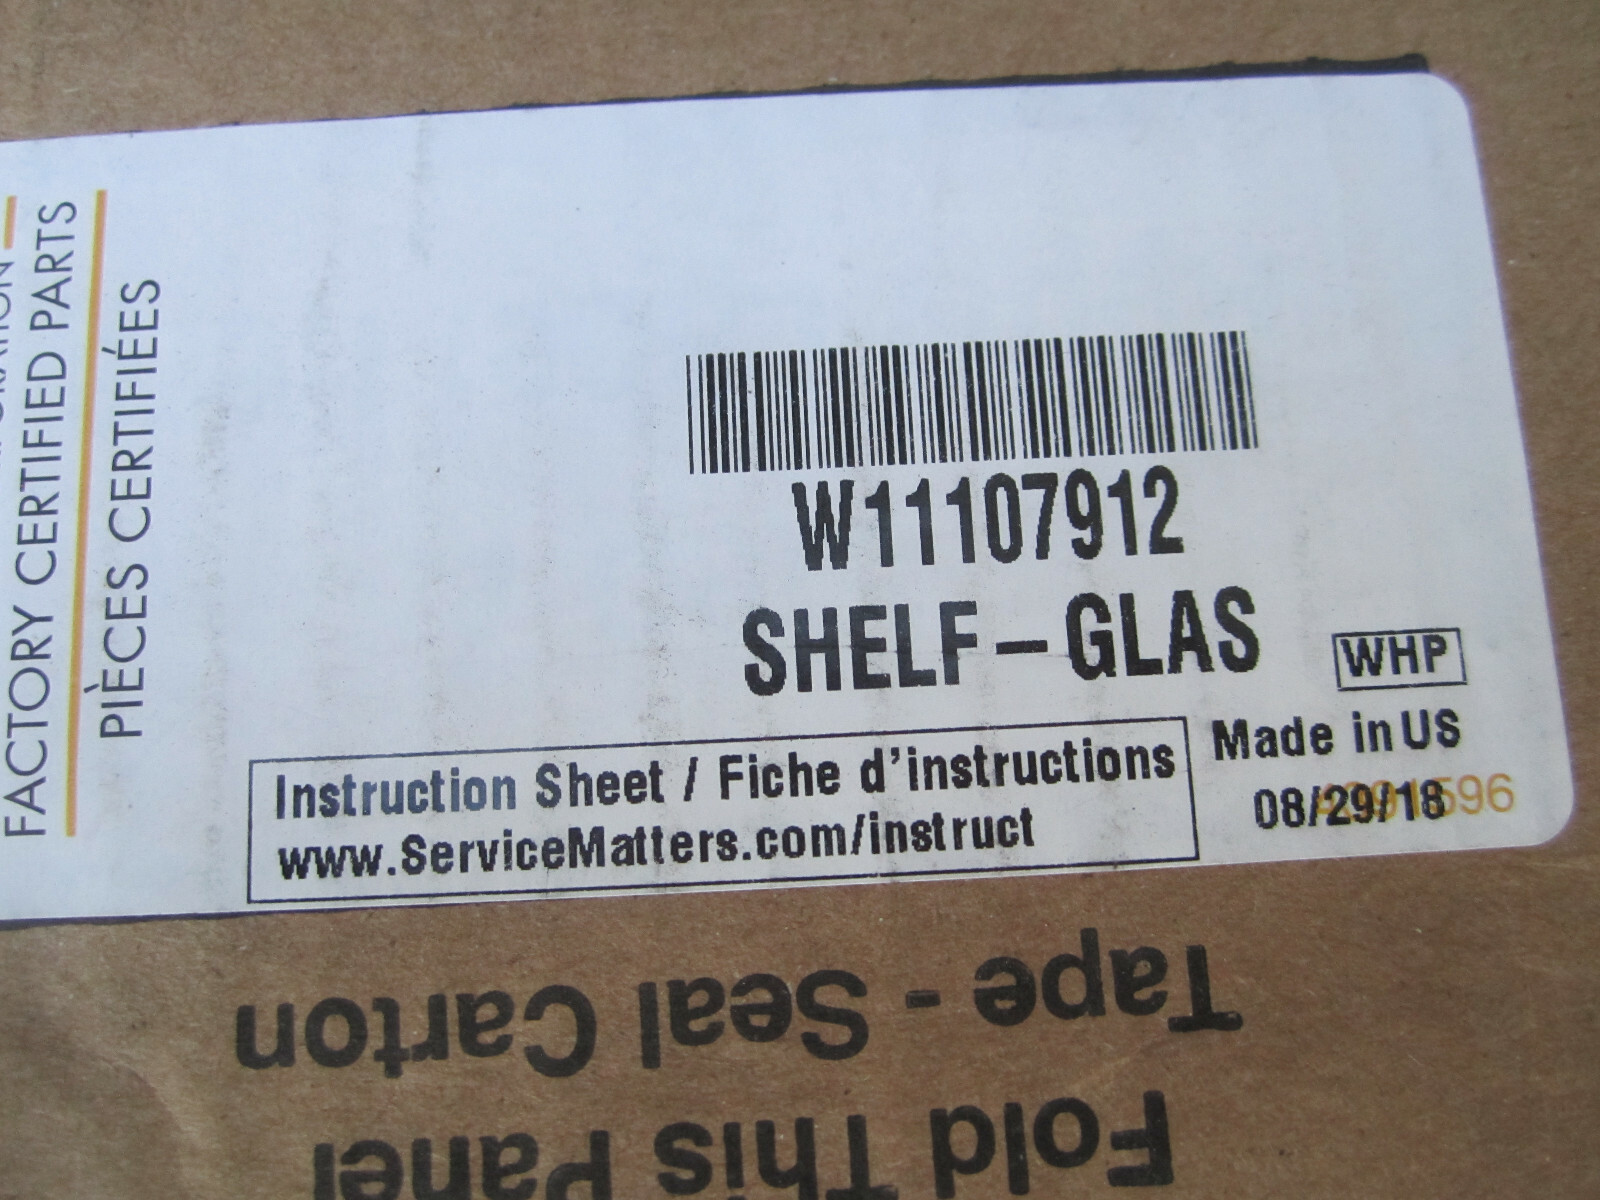 FACTORY CERTIFIED PARTS
PIÈCES CERTIFIÉES
W11107912
SHELF-GLAS
WHP
Instruction Sheet / Fiche d'instructions
www.ServiceMatters.com/instruct
Made in US
08/29/18
Tape - Seal Carton
Fold This Panel